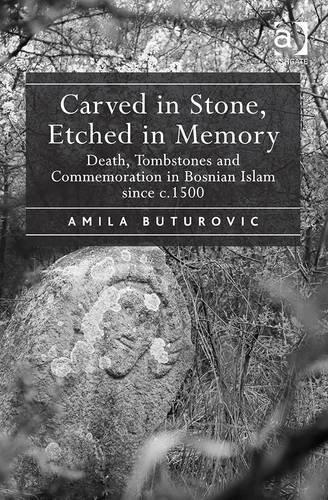 a
ASHGATE
Carved in Stone,
Etched in Memory
Death, Tombstones and
Commemoration in Bosnian Islam
since c.1500
AMILA BUTUROVIC